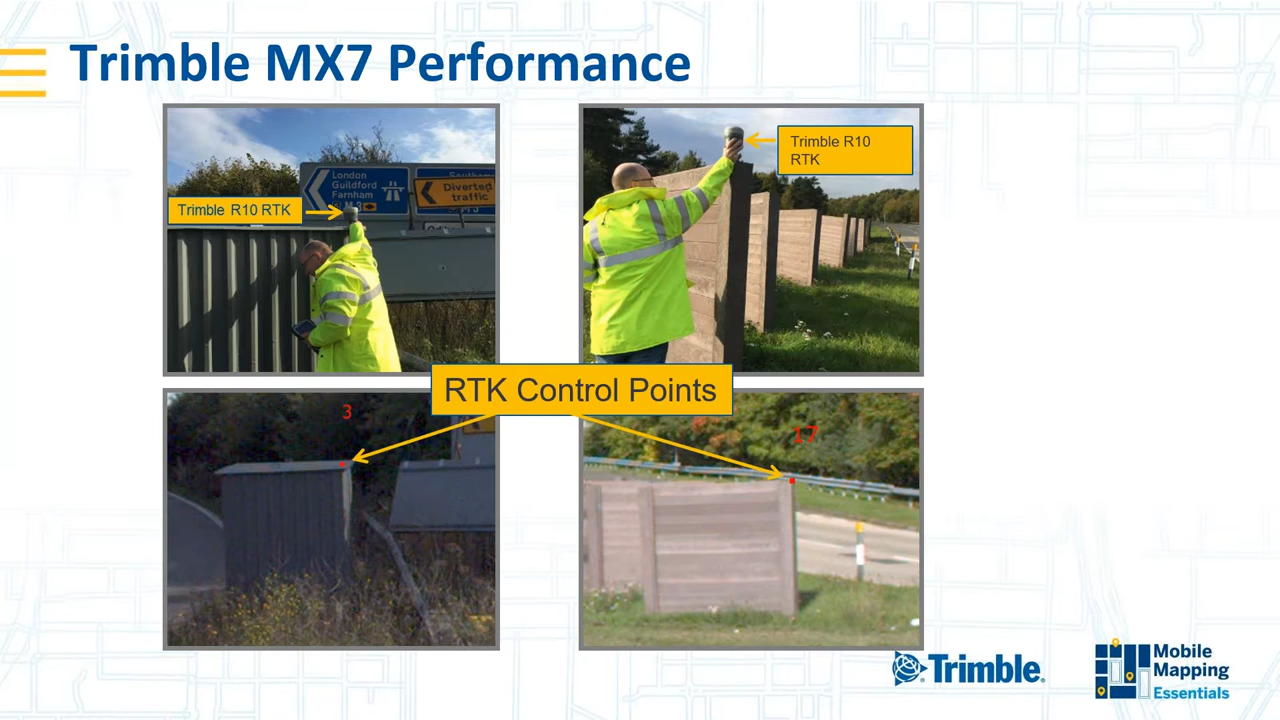 Trimble MX7 Performance
London
Guildford
Farnham
Diverted
traffic
Trimble R10 RTK
Trimble R10
RTK
RTK Control Points
3
17
Trimble
Mobile
Mapping
Essentials